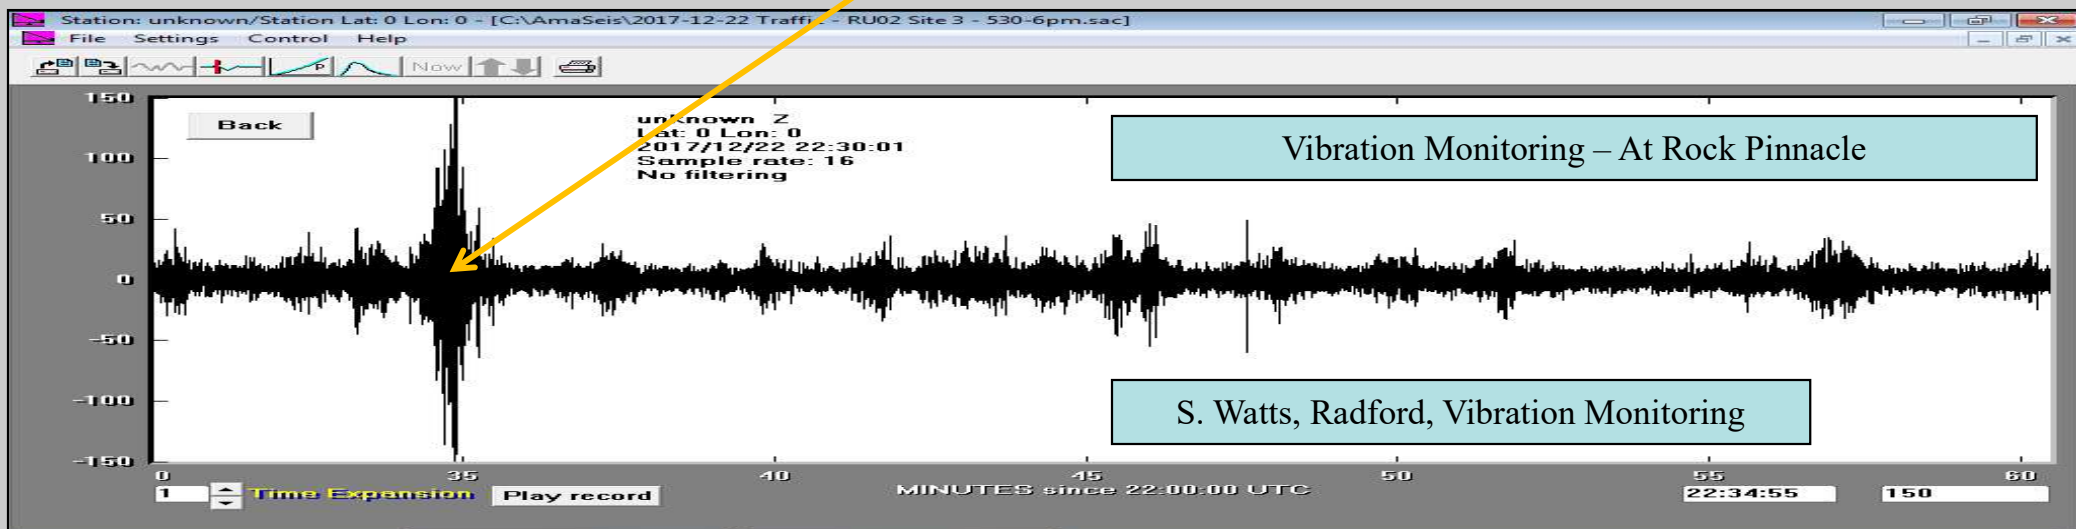 Station: unknown/Station Lat: 0 Lon: 0 - [C:\AmaSeis\2017-12-22 Traffic - RU02 Site 3 - 530-6pm.sac]
File Settings Control Help
P Now
150
Back
unknown Z
Lat: 0 Lon: 0
2017/12/22 22:30:01
Sample rate: 16
No filtering
Vibration Monitoring – At Rock Pinnacle
100
50
0
-50
-100
S. Watts, Radford, Vibration Monitoring
-150
0 35 40 45 50 55 60
1 Time Expansion Play record MINUTES since 22:00:00 UTC 22:34:55 150